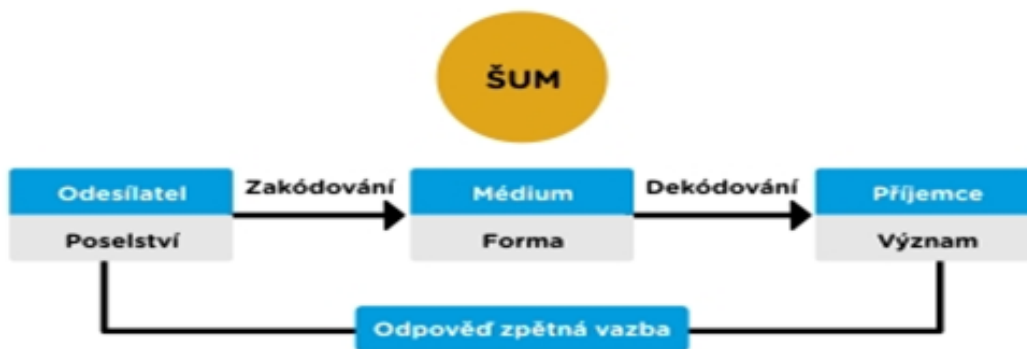 ŠUM
Odesílatel
Zakódování
Médium
Dekódování
Příjemce
Poselství
Forma
Význam
Odpověď zpětná vazba